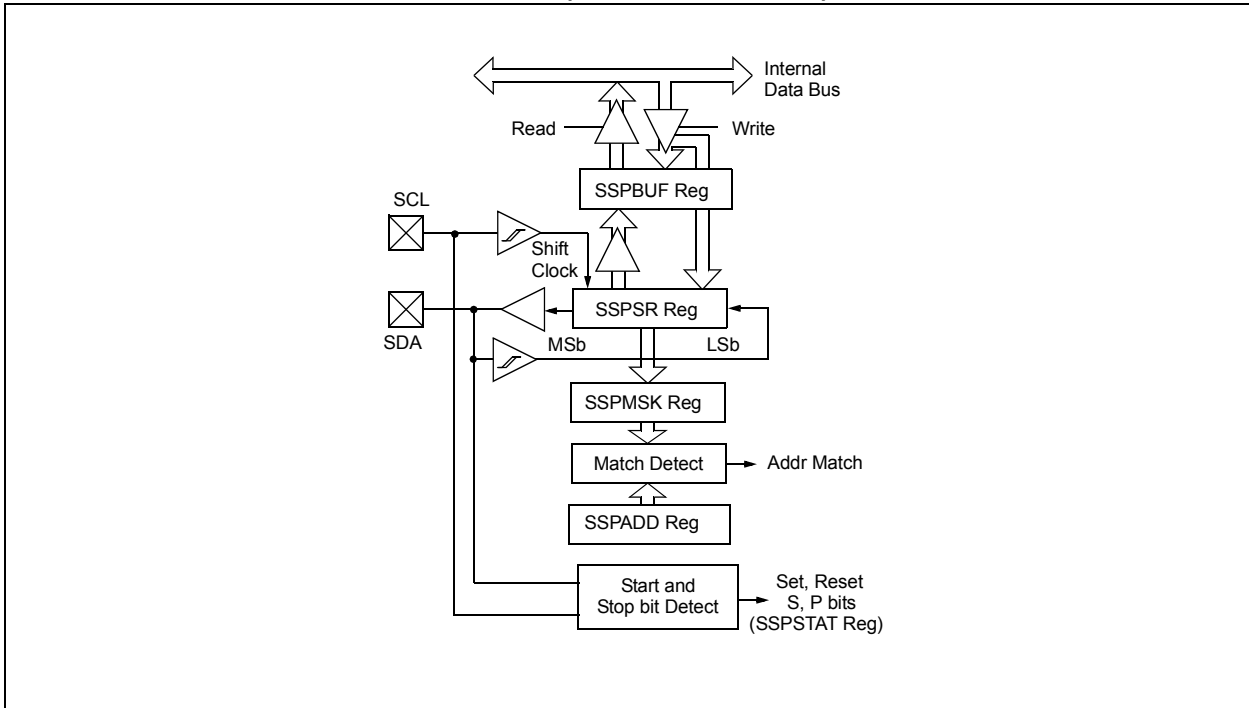 Internal
Data Bus
Read
Write
SSPBUF Reg
SCL
Shift
Clock
SSPSR Reg
SDA
MSb
LSb
SSPMSK Reg
Match Detect
Addr Match
SSPADD Reg
Start and
Stop bit Detect
Set, Reset
S, P bits
(SSPSTAT Reg)